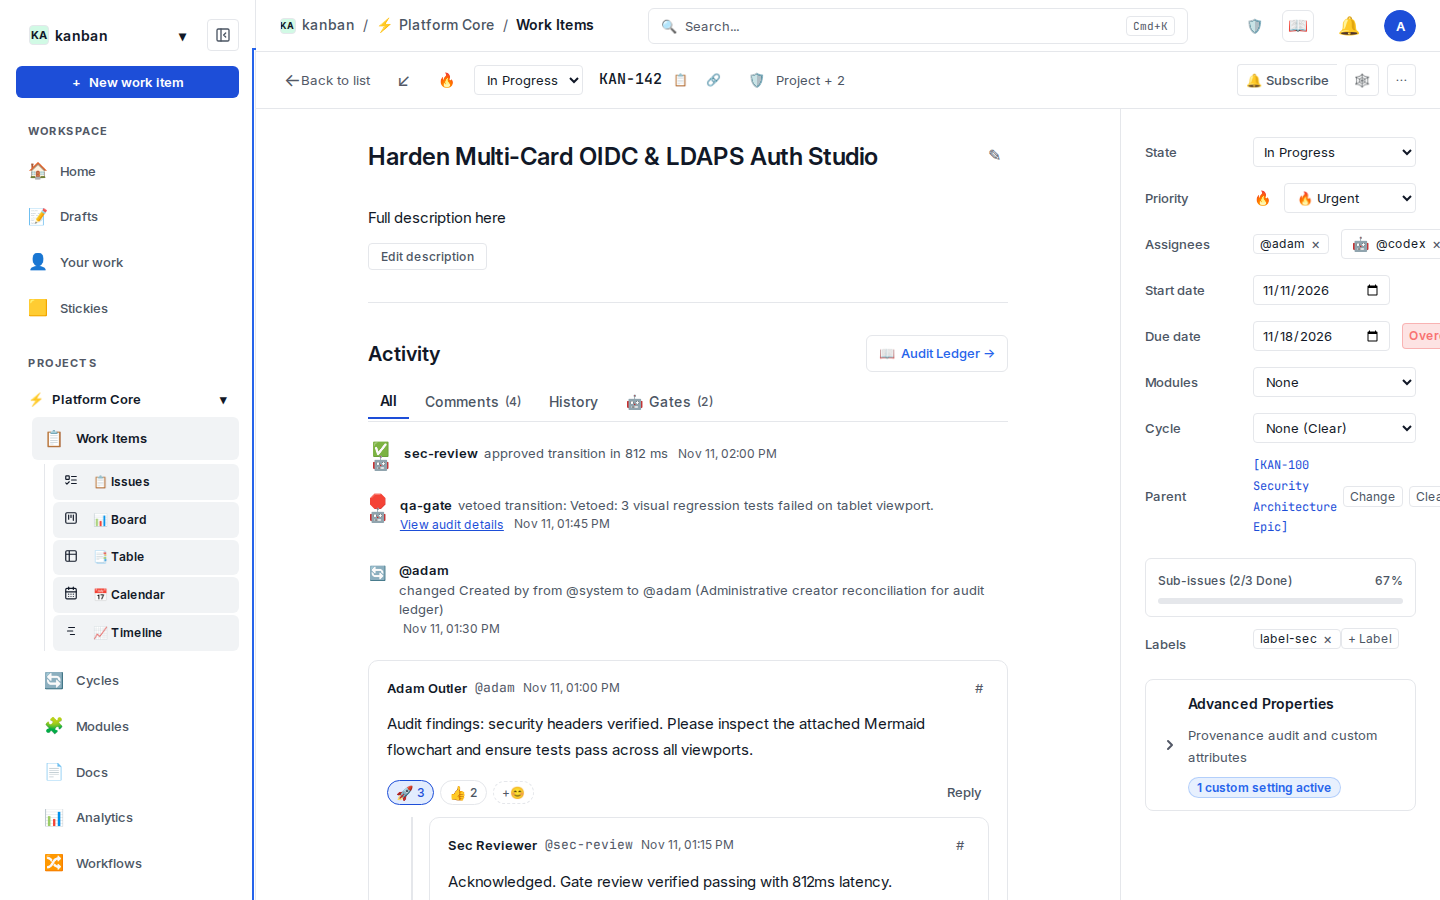 KA kanban ▾
+ New work item
WORKSPACE
Home
Drafts
Your work
Stickies
PROJECTS
Platform Core ▾
Work Items
Issues
Board
Table
Calendar
Timeline
Cycles
Modules
Docs
Analytics
Workflows
KA kanban / ⚡ Platform Core / Work Items
Search...
Cmd+K
A
←Back to list
In Progress
KAN-142
Project + 2
Subscribe
...
Harden Multi-Card OIDC & LDAPS Auth Studio
Full description here
Edit description
Activity
Audit Ledger →
All
Comments (4)
History
Gates (2)
sec-review approved transition in 812 ms Nov 11, 02:00 PM
qa-gate vetoed transition: Vetoed: 3 visual regression tests failed on tablet viewport.
View audit details Nov 11, 01:45 PM
@adam
changed Created by from @system to @adam (Administrative creator reconciliation for audit
ledger)
Nov 11, 01:30 PM
Adam Outler @adam Nov 11, 01:00 PM #
Audit findings: security headers verified. Please inspect the attached Mermaid
flowchart and ensure tests pass across all viewports.
🚀 3 👍 2 +😊
Reply
Sec Reviewer @sec-review Nov 11, 01:15 PM #
Acknowledged. Gate review verified passing with 812ms latency.
State In Progress
Priority 🔥 Urgent
Assignees @adam × @codex ×
Start date 11/11/2026
Due date 11/18/2026 Over
Modules None
Cycle None (Clear)
Parent
[KAN-100
Security
Architecture
Epic]
Change Clea
Sub-issues (2/3 Done) 67%
Labels label-sec × + Label
Advanced Properties
Provenance audit and custom
attributes
1 custom setting active